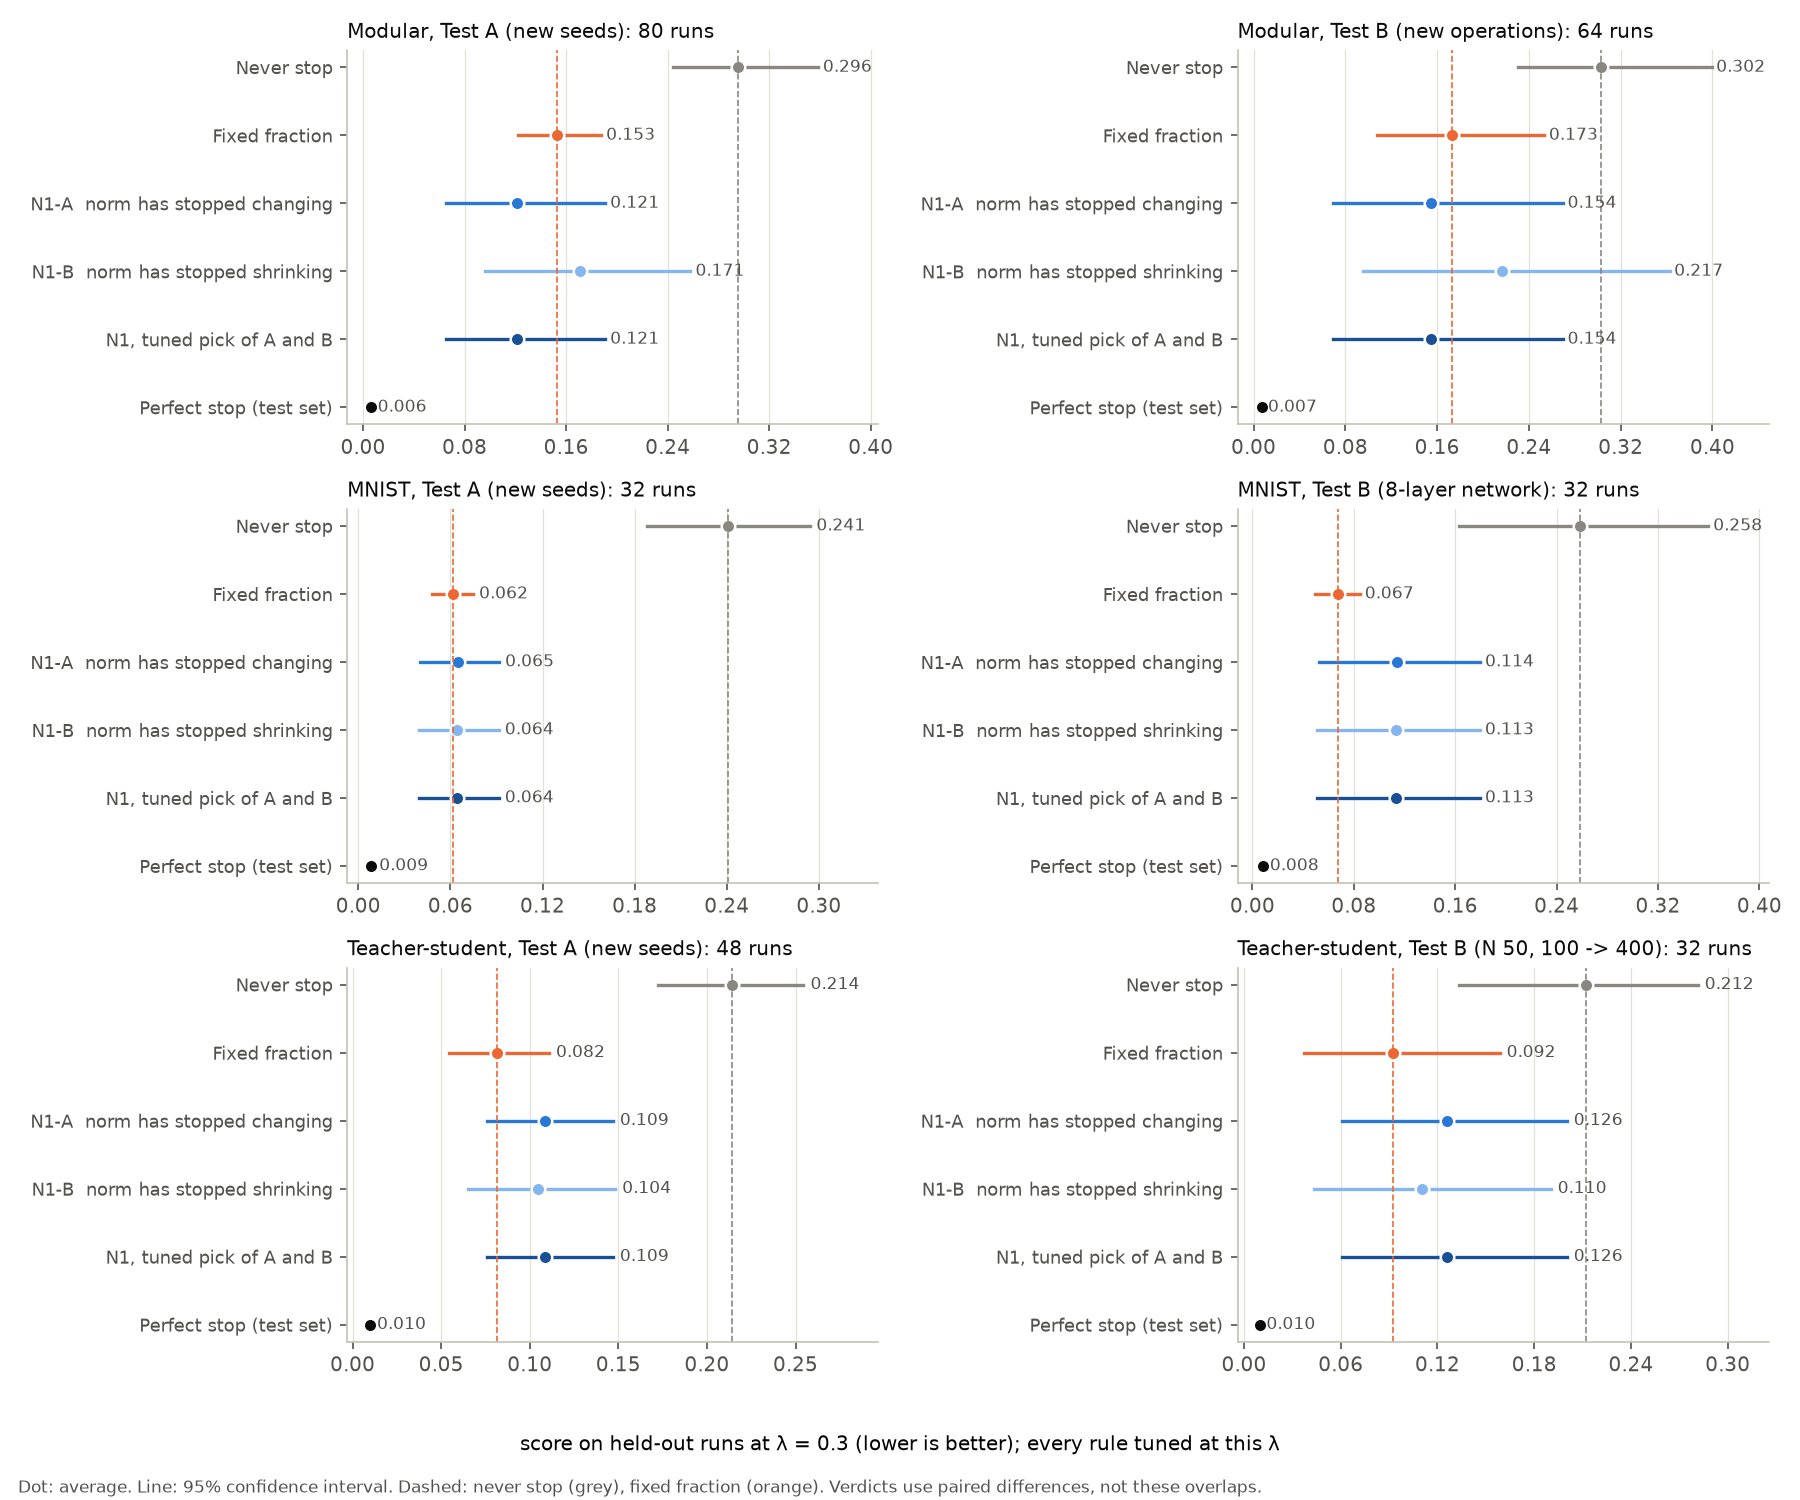 Modular, Test A (new seeds): 80 runs
Never stop
0.296
Fixed fraction
0.153
N1-A  norm has stopped changing
0.121
N1-B  norm has stopped shrinking
0.171
N1, tuned pick of A and B
0.121
Perfect stop (test set)
0.006
0.00 0.08 0.16 0.24 0.32 0.40
Modular, Test B (new operations): 64 runs
Never stop
0.302
Fixed fraction
0.173
N1-A  norm has stopped changing
0.154
N1-B  norm has stopped shrinking
0.217
N1, tuned pick of A and B
0.154
Perfect stop (test set)
0.007
0.00 0.08 0.16 0.24 0.32 0.40
MNIST, Test A (new seeds): 32 runs
Never stop
0.241
Fixed fraction
0.062
N1-A  norm has stopped changing
0.065
N1-B  norm has stopped shrinking
0.064
N1, tuned pick of A and B
0.064
Perfect stop (test set)
0.009
0.00 0.06 0.12 0.18 0.24 0.30
MNIST, Test B (8-layer network): 32 runs
Never stop
0.258
Fixed fraction
0.067
N1-A  norm has stopped changing
0.114
N1-B  norm has stopped shrinking
0.113
N1, tuned pick of A and B
0.113
Perfect stop (test set)
0.008
0.00 0.08 0.16 0.24 0.32 0.40
Teacher-student, Test A (new seeds): 48 runs
Never stop
0.214
Fixed fraction
0.082
N1-A  norm has stopped changing
0.109
N1-B  norm has stopped shrinking
0.104
N1, tuned pick of A and B
0.109
Perfect stop (test set)
0.010
0.00 0.05 0.10 0.15 0.20 0.25
Teacher-student, Test B (N 50, 100 -> 400): 32 runs
Never stop
0.212
Fixed fraction
0.092
N1-A  norm has stopped changing
0.126
N1-B  norm has stopped shrinking
0.110
N1, tuned pick of A and B
0.126
Perfect stop (test set)
0.010
0.00 0.06 0.12 0.18 0.24 0.30
score on held-out runs at λ = 0.3 (lower is better); every rule tuned at this λ
Dot: average. Line: 95% confidence interval. Dashed: never stop (grey), fixed fraction (orange). Verdicts use paired differences, not these overlaps.